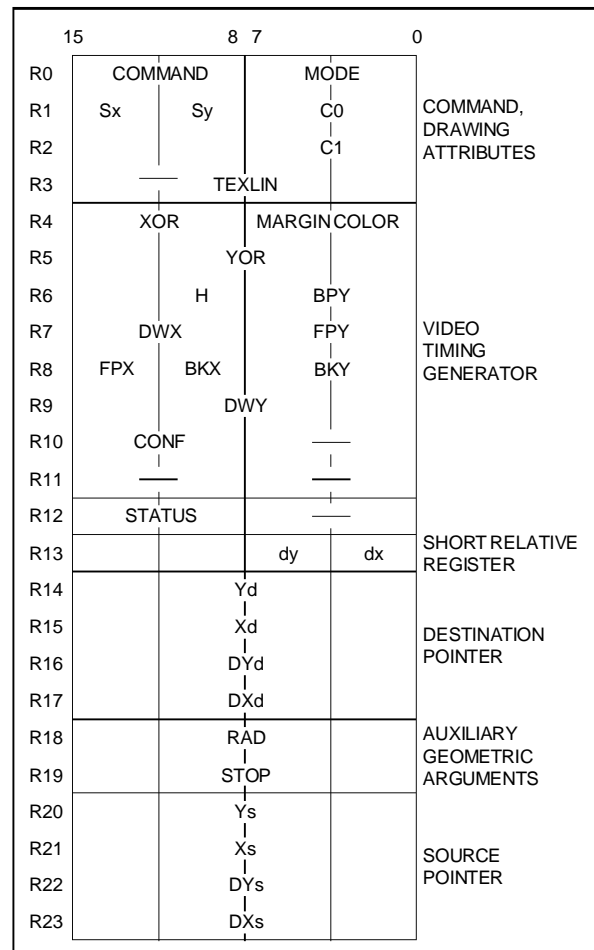 15 8 7 0
R0 COMMAND MODE
R1 Sx Sy C0
R2 C1
R3 TEXLIN
COMMAND,
DRAWING
ATTRIBUTES
R4 XOR MARGIN COLOR
R5 YOR
R6 H BPY
R7 DWX FPY
R8 FPX BKX BKY
R9 DWY
R10 CONF
R11
VIDEO
TIMING
GENERATOR
R12 STATUS
R13 dy dx
SHORT RELATIVE
REGISTER
R14 Yd
R15 Xd
R16 DYd
R17 DXd
DESTINATION
POINTER
R18 RAD
R19 STOP
AUXILIARY
GEOMETRIC
ARGUMENTS
R20 Ys
R21 Xs
R22 DYs
R23 DXs
SOURCE
POINTER